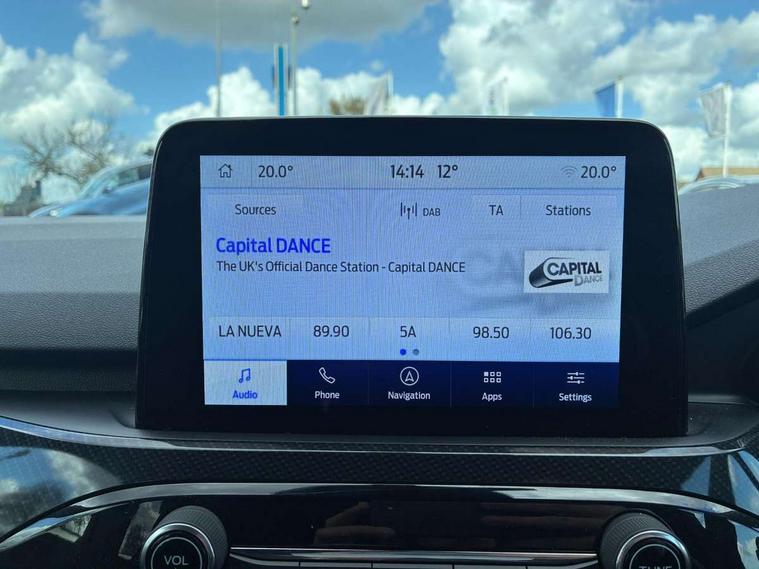 20.0° 14:14 12° 20.0°
Sources DAB TA Stations
Capital DANCE
The UK's Official Dance Station - Capital DANCE
CAPITAL
DANCE
LA NUEVA 89.90 5A 98.50 106.30
Audio Phone Navigation Apps Settings
VOL TUNE